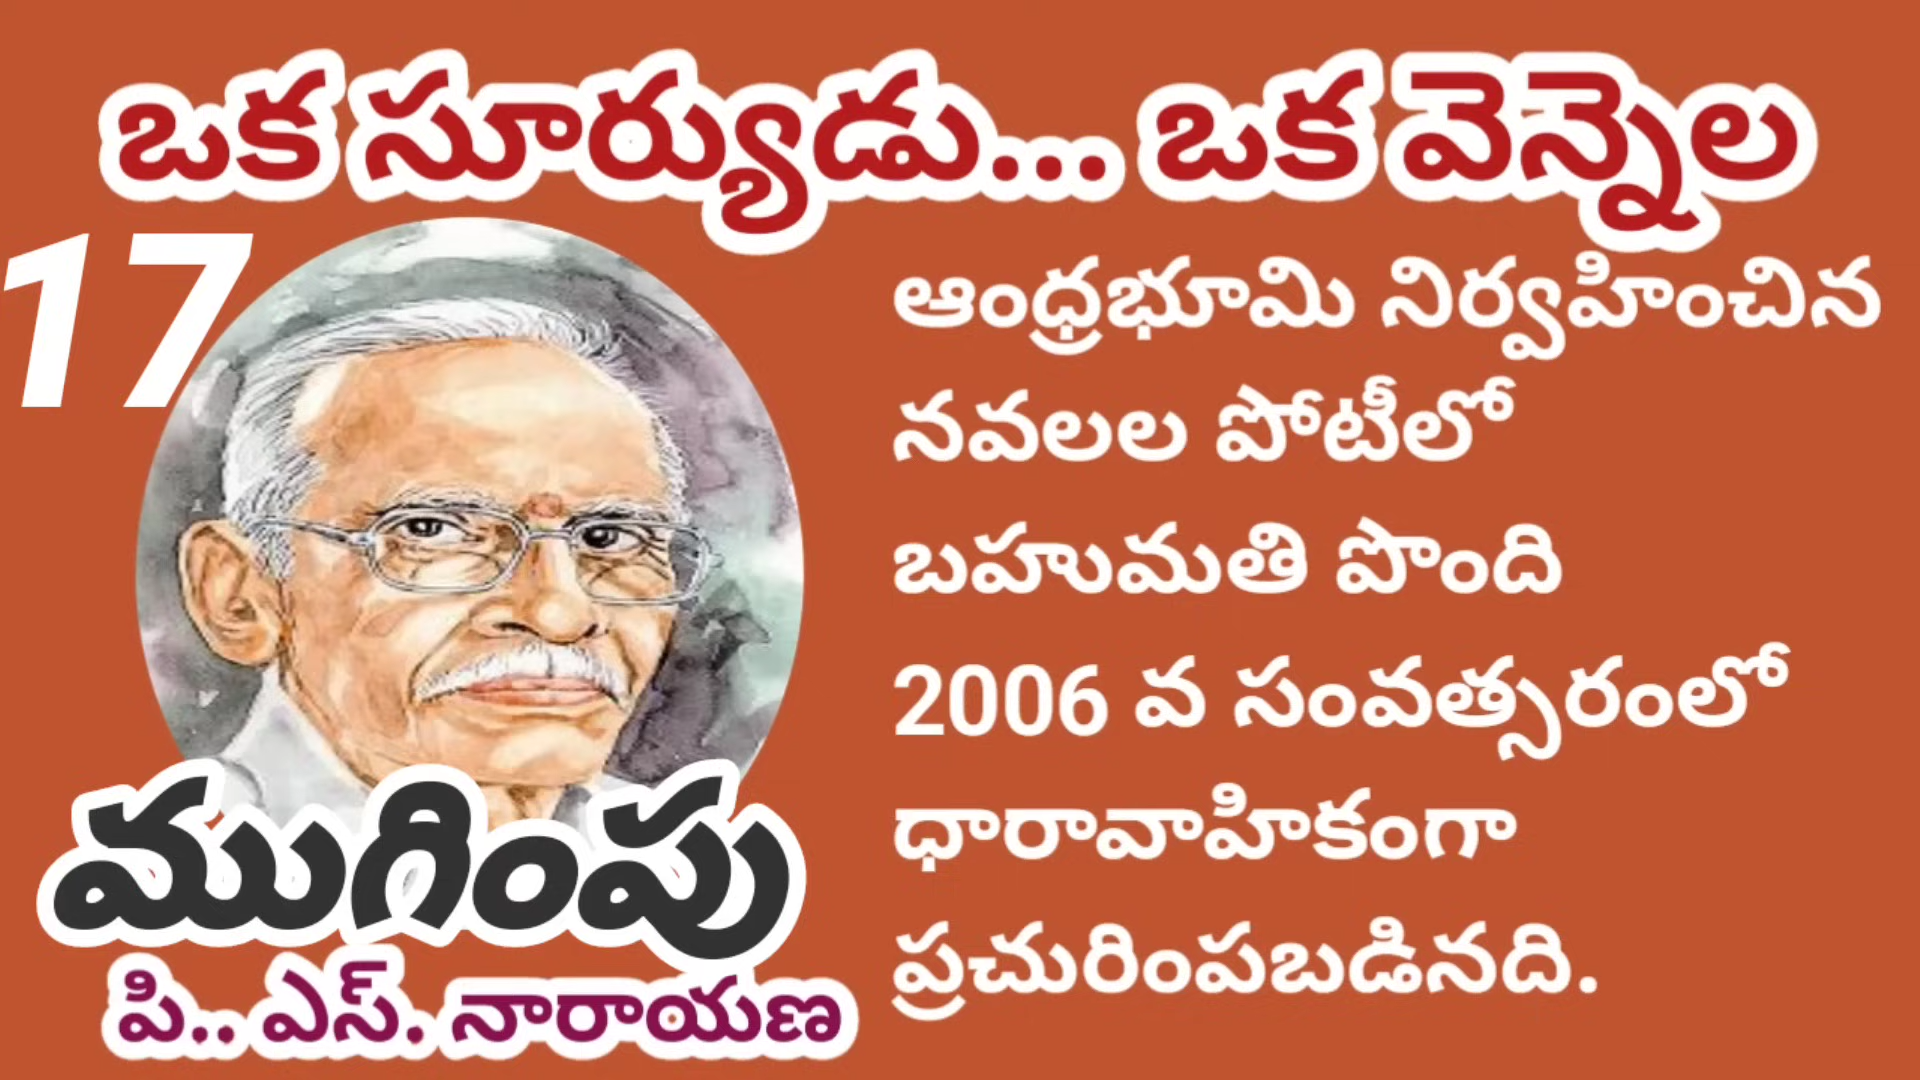 ఒక సూర్యుడు... ఒక వెన్నెల
17
ఆంధ్రభూమి నిర్వహించిన
నవలల పోటీలో
బహుమతి పొంది
2006 వ సంవత్సరంలో
ధారావాహికంగా
ప్రచురింపబడినది.
ముగింపు
పి.. ఎస్. నారాయణ